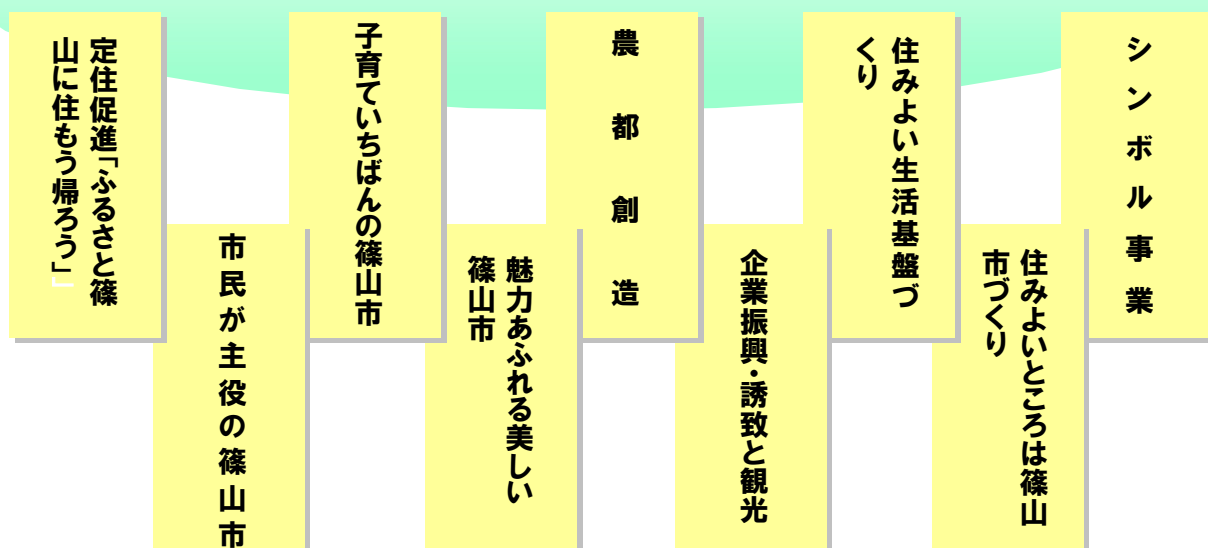 シンボル事業
住みよいところは篠山
市づくり
住みよい生活基盤づ
くり
企業振興・誘致と観光
農都創造
魅力あふれる美しい
篠山市
子育ていちばんの篠山市
市民が主役の篠山市
定住促進「ふるさと篠
山に住もう帰ろう」